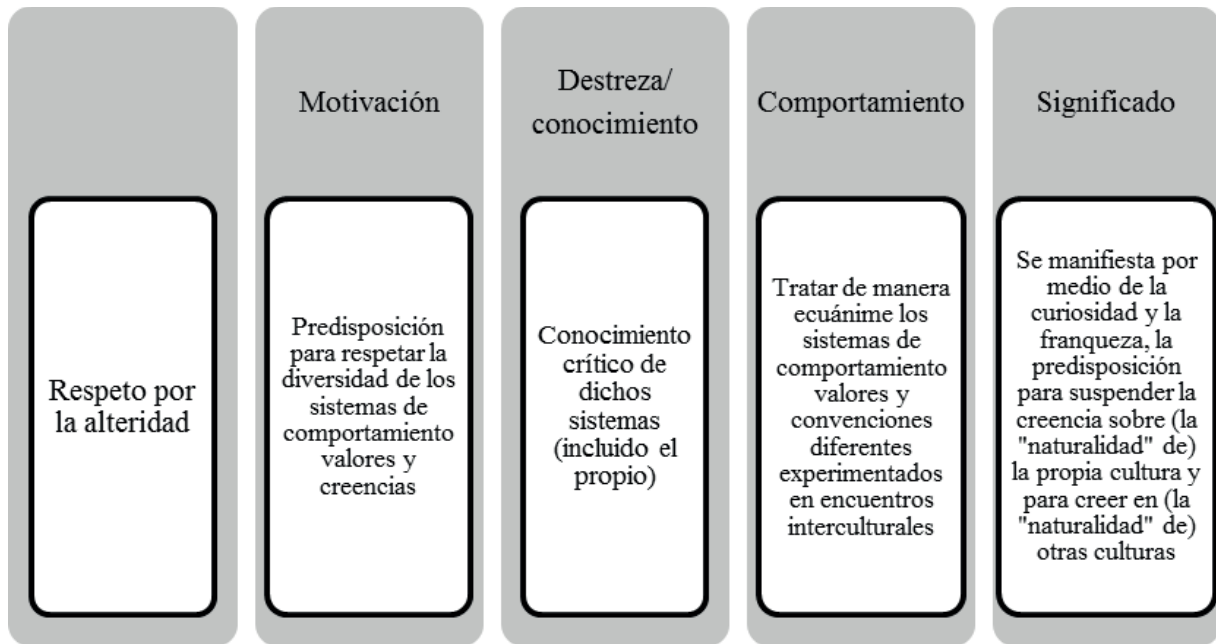 Motivación
Destreza/
conocimiento
Comportamiento
Significado
Respeto por
la alteridad
Predisposición
para respetar la
diversidad de los
sistemas de
comportamiento
valores y
creencias
Conocimiento
crítico de
dichos
sistemas
(incluido el
propio)
Tratar de manera
ecuánime los
sistemas de
comportamiento
valores y
convenciones
diferentes
experimentados
en encuentros
interculturales
Se manifiesta por
medio de la
curiosidad y la
franqueza, la
predisposición
para suspender la
creencia sobre (la
"naturalidad" de)
la propia cultura y
para creer en (la
"naturalidad" de)
otras culturas